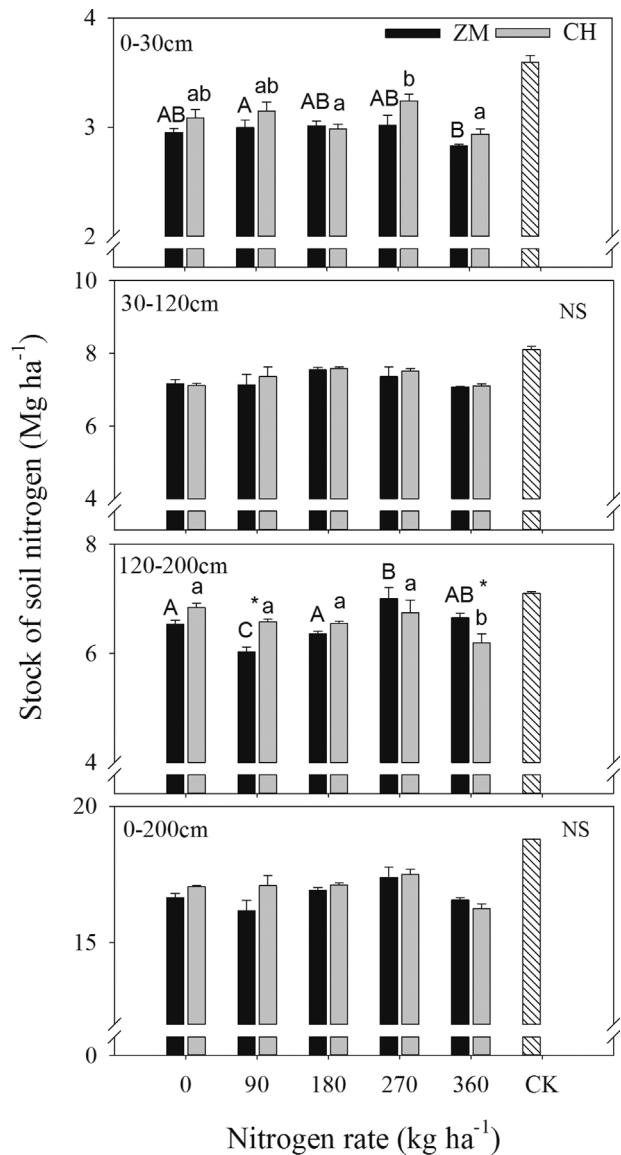 Stock of soil nitrogen (Mg ha⁻¹)
0-30cm
ZM
CH
4
3
2
AB
ab
A
ab
AB
a
AB
b
B
a
30-120cm
NS
10
8
6
4
120-200cm
8
6
4
A
a
C
*
a
A
a
B
a
AB
*
b
0-200cm
NS
20
15
0
0 90 180 270 360 CK
Nitrogen rate (kg ha⁻¹)